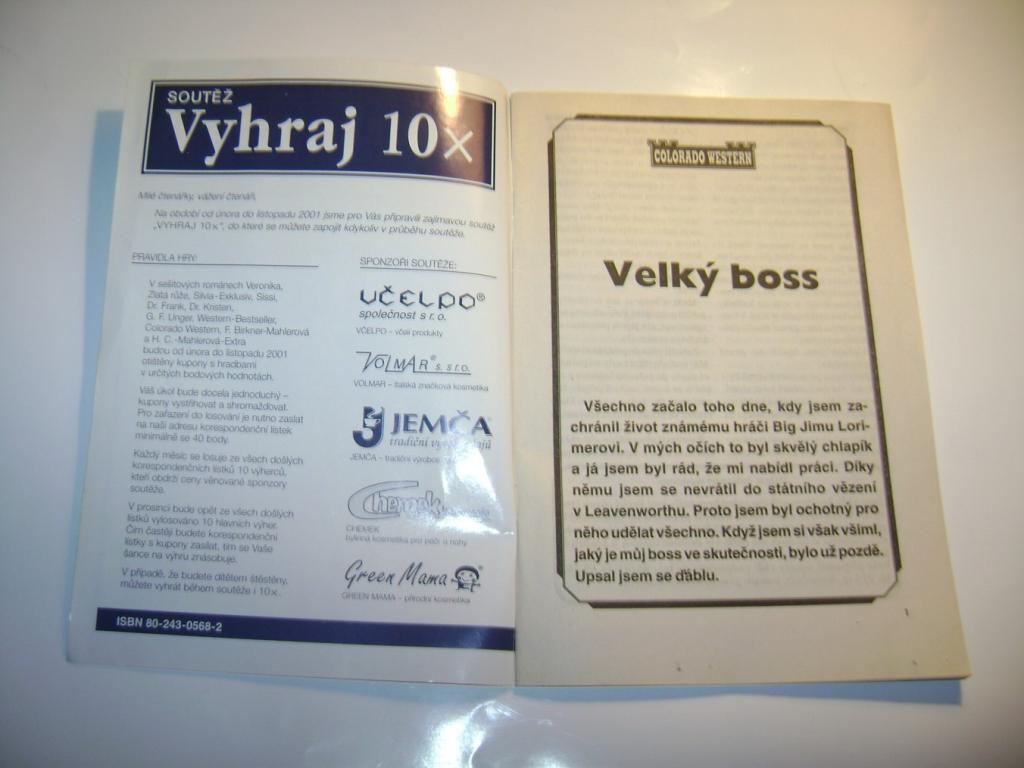 SOUTĚŽ
Vyhraj 10x
Milé čtenářky, vážení čtenáři,
Na období od února do listopadu 2001 jsme pro Vás připravili zajímavou soutěž
„VYHRAJ 10×", do které se můžete zapojit kdykoliv v průběhu soutěže.
PRAVIDLA HRY:
V sešitových románech Veronika,
Zlatá růže, Silvia-Exklusiv, Sissi,
Dr. Frank, Dr. Kristen,
G. F. Unger, Western-Bestseller,
Colorado Western, F. Birkner-Mahlerová
a H. C.-Mahlerová-Extra
budou od února do listopadu 2001
otištěny kupony s hradbami
v určitých bodových hodnotách.
Váš úkol bude docela jednoduchý –
kupony vystřihovat a shromažďovat.
Pro zařazení do losování je nutno zaslat
na naši adresu korespondenční lístek
minimálně se 40 body.
Každý měsíc se losuje ze všech došlých
korespondenčních lístků 10 výherců,
kteří obdrží ceny věnované sponzory
soutěže.
V prosinci bude opět ze všech došlých
lístků vylosováno 10 hlavních výher.
Čím častěji budete korespondenční
lístky s kupony zasílat, tím se Vaše
šance na výhru znásobuje.
V případě, že budete dítětem štěstěny,
můžete vyhrát během soutěže i 10×.
SPONZOŘI SOUTĚŽE:
VČELPO®
společnost s r. o.
VČELPO – včelí produkty
VOLMAR® s. s r.o.
VOLMAR – italská značková kosmetika
JEMČA®
tradiční
JEMČA – tradiční výrobce
Chemek
CHEMEK
bylinná kosmetika pro péči o nohy
Green Mama®
GREEN MAMA – přírodní kosmetika
ISBN 80-243-0568-2
COLORADO WESTERN
Velký boss
Všechno začalo toho dne, kdy jsem za-
chránil život známému hráči Big Jimu Lori-
merovi. V mých očích to byl skvělý chlapík
a já jsem byl rád, že mi nabídl práci. Díky
němu jsem se nevrátil do státního vězení
v Leavenworthu. Proto jsem byl ochotný pro
něho udělat všechno. Když jsem si však všiml,
jaký je můj boss ve skutečnosti, bylo už pozdě.
Upsal jsem se ďáblu.